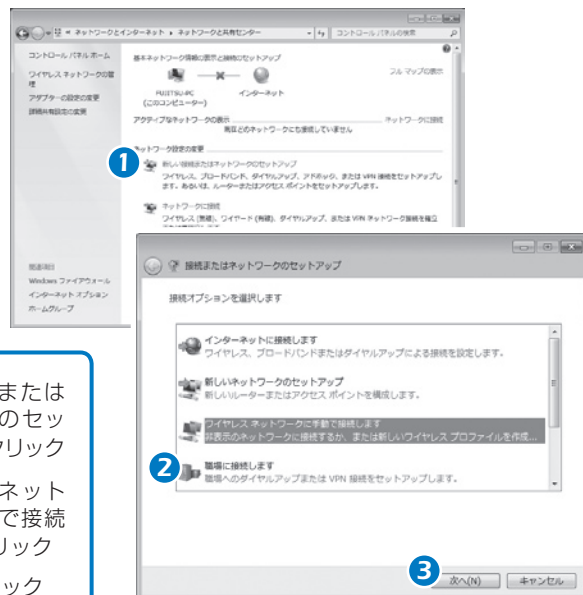 ネットワークとインターネット ▸ ネットワークと共有センター
コントロール パネルの検索
コントロール パネル ホーム
ワイヤレス ネットワークの管
理
アダプターの設定の変更
詳細共有設定の変更
基本ネットワーク情報の表示と接続のセットアップ
フル マップの表示
FUJITSU-PC
(このコンピューター)
インターネット
アクティブなネットワークの表示
ネットワークに接続
現在どのネットワークにも接続していません
ネットワーク設定の変更
1
新しい接続またはネットワークのセットアップ
ワイヤレス、ブロードバンド、ダイヤルアップ、アドホック、または VPN 接続をセットアップし
ます。あるいは、ルーターまたはアクセス ポイントをセットアップします。
ネットワークに接続
ワイヤレス (無線)、ワイヤード (有線)、ダイヤルアップ、または VPN ネットワーク接続を確立
関連項目
Windows ファイアウォール
インターネット オプション
ホームグループ
接続またはネットワークのセットアップ
接続オプションを選択します
インターネットに接続します
ワイヤレス、ブロードバンドまたはダイヤルアップによる接続を設定します。
新しいネットワークのセットアップ
新しいルーターまたはアクセス ポイントを構成します。
ワイヤレス ネットワークに手動で接続します
非表示のネットワークに接続するか、または新しいワイヤレス プロファイルを作成...
2
職場に接続します
職場へのダイヤルアップまたは VPN 接続をセットアップします。
3
次へ(N)
キャンセル
または
のセッ
クリック
ネット
で接続
リック
ック